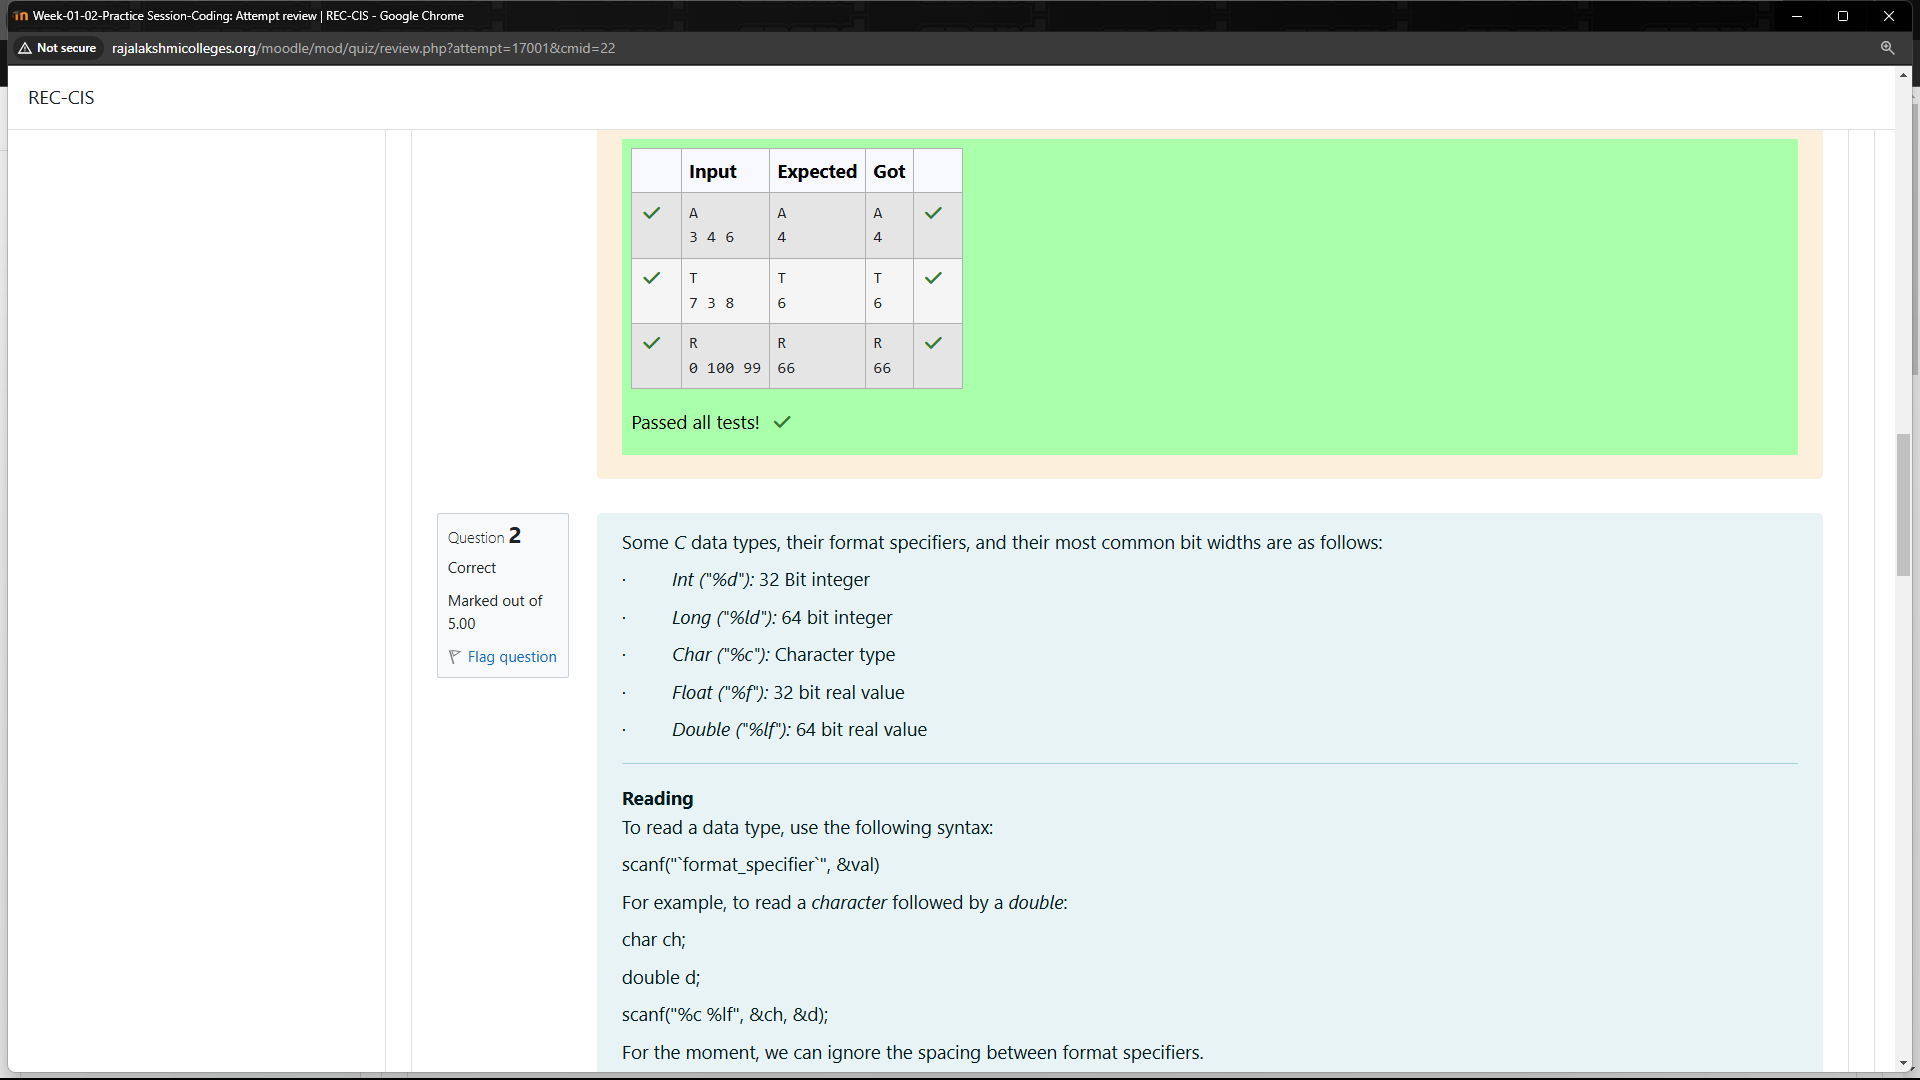 Week-01-02-Practice Session-Coding: Attempt review | REC-CIS - Google Chrome
Not secure rajalakshmicolleges.org/moodle/mod/quiz/review.php?attempt=17001&cmid=22
REC-CIS
Input Expected Got
A A A
3 4 6 4 4
T T T
7 3 8 6 6
R R R
0 100 99 66 66
Passed all tests!
Question 2
Correct
Marked out of
5.00
Flag question
Some C data types, their format specifiers, and their most common bit widths are as follows:
· Int ("%d"): 32 Bit integer
· Long ("%ld"): 64 bit integer
· Char ("%c"): Character type
· Float ("%f"): 32 bit real value
· Double ("%lf"): 64 bit real value
Reading
To read a data type, use the following syntax:
scanf("`format_specifier`", &val)
For example, to read a character followed by a double:
char ch;
double d;
scanf("%c %lf", &ch, &d);
For the moment, we can ignore the spacing between format specifiers.